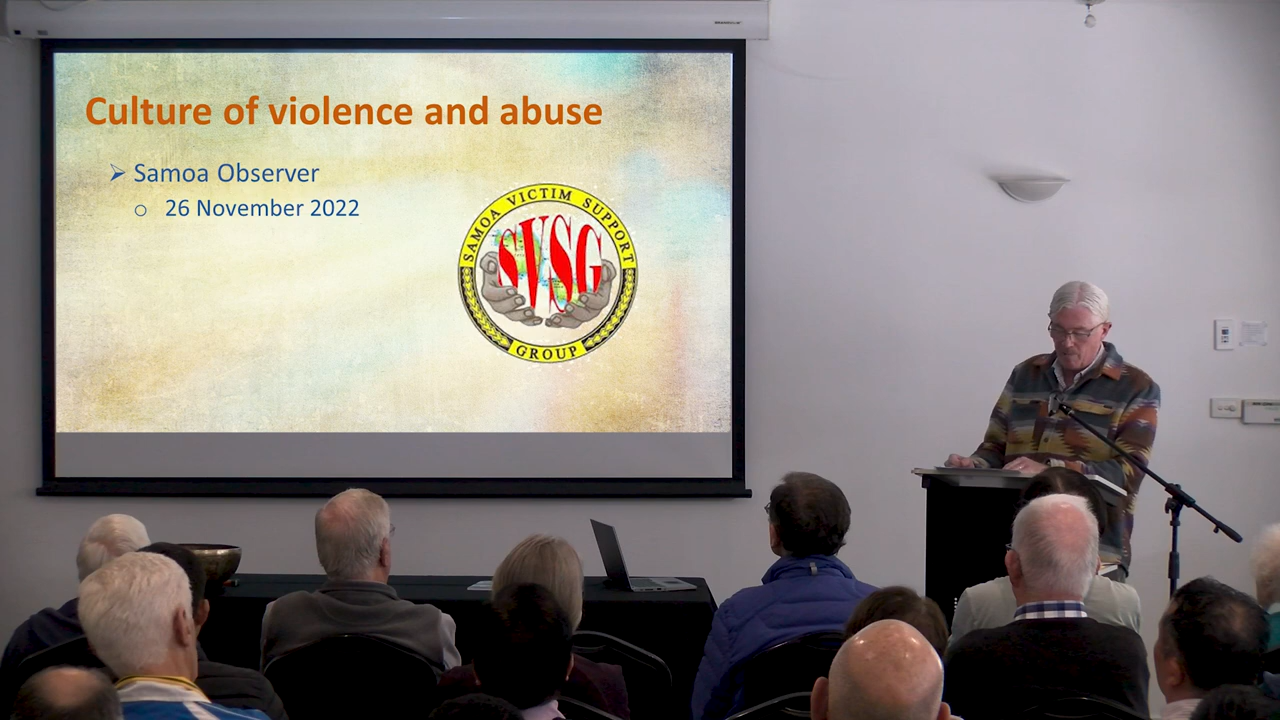 Culture of violence and abuse
➢ Samoa Observer
o 26 November 2022
SAMOA VICTIM SUPPORT
SVSG
GROUP